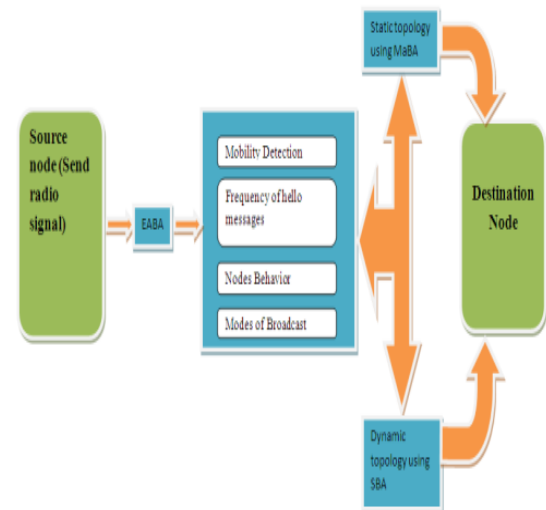 Source
node (Send
radio
signal)
EABA
Mobility Detection
Frequency of hello
messages
Nodes Behavior
Modes of Broadcast
Static topology
using MaBA
Dynamic
topology using
SBA
Destination
Node